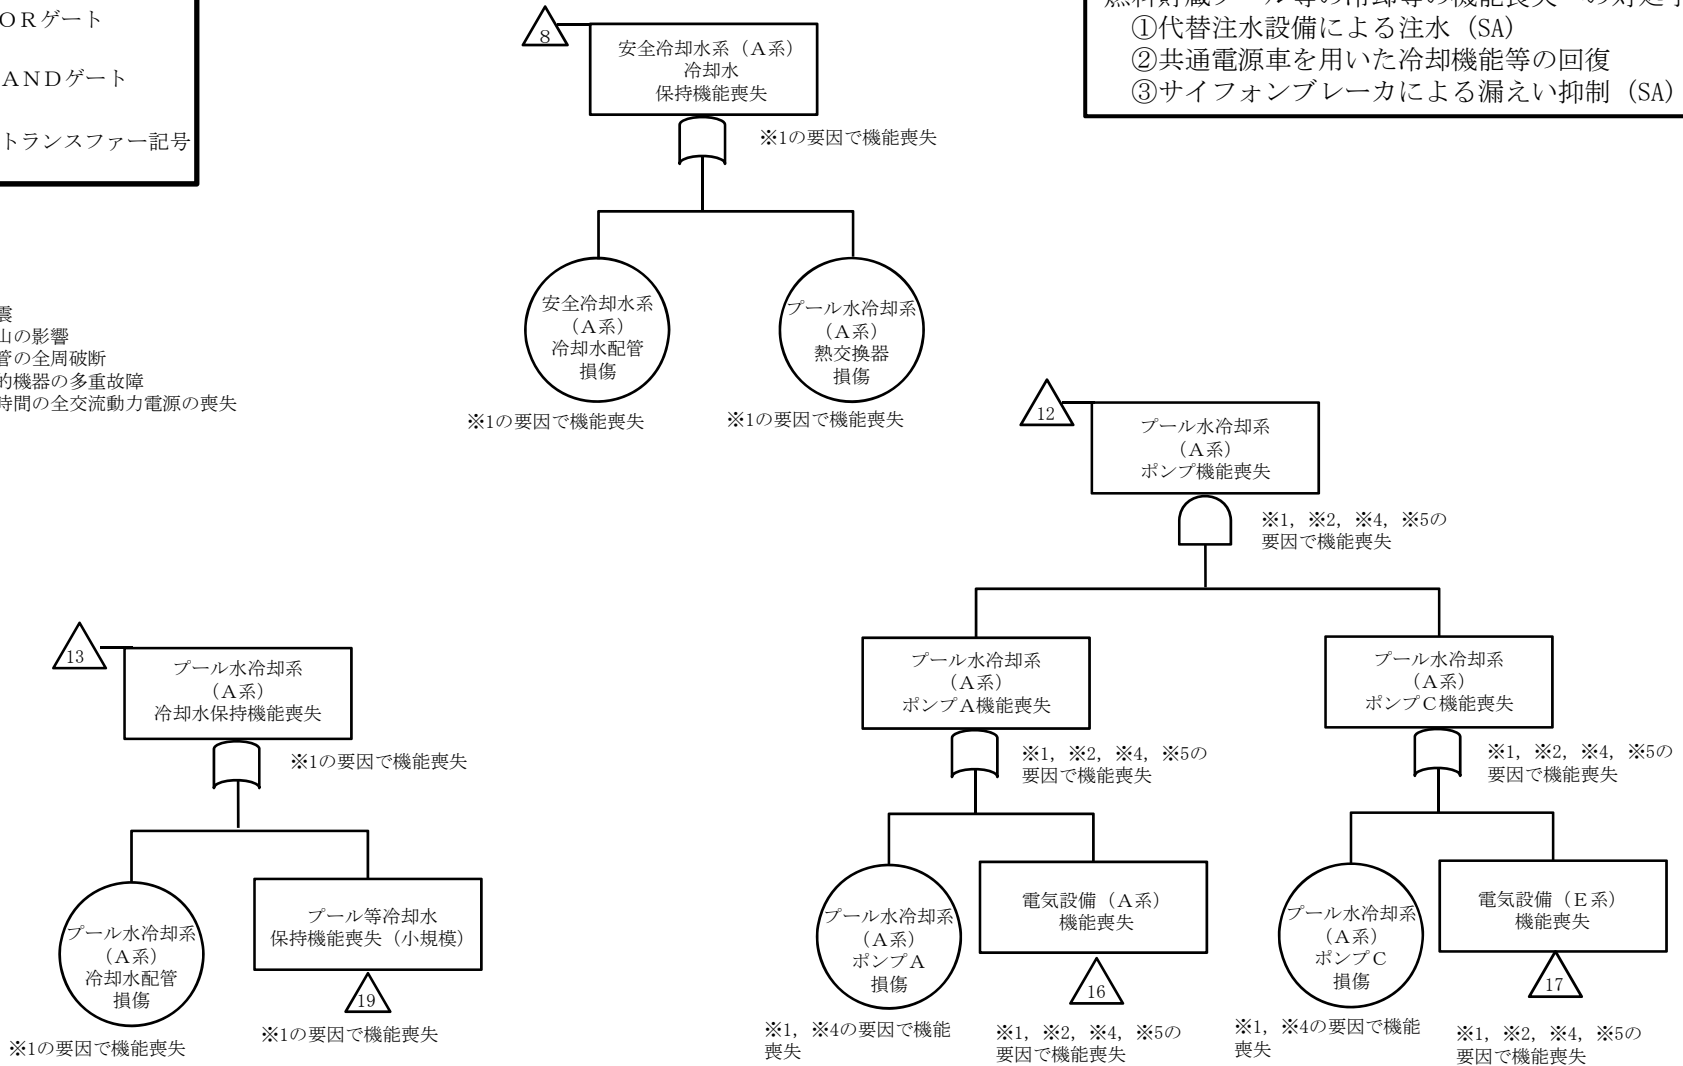 ORゲート
ANDゲート
トランスファー記号
燃料貯蔵プール等の冷却等の機能喪失への対処
①代替注水設備による注水（SA）
②共通電源車を用いた冷却機能等の回復
③サイフォンブレーカによる漏えい抑制（SA）
震
山の影響
管の全周破断
的機器の多重故障
時間の全交流動力電源の喪失
8
安全冷却水系（A系）
冷却水
保持機能喪失
※1の要因で機能喪失
安全冷却水系
（A系）
冷却水配管
損傷
※1の要因で機能喪失
プール水冷却系
（A系）
熱交換器
損傷
※1の要因で機能喪失
12
プール水冷却系
（A系）
ポンプ機能喪失
※1，※2，※4，※5の
要因で機能喪失
プール水冷却系
（A系）
ポンプA機能喪失
※1，※2，※4，※5の
要因で機能喪失
プール水冷却系
（A系）
ポンプC機能喪失
※1，※2，※4，※5の
要因で機能喪失
13
プール水冷却系
（A系）
冷却水保持機能喪失
※1の要因で機能喪失
プール水冷却系
（A系）
冷却水配管
損傷
※1の要因で機能喪失
プール等冷却水
保持機能喪失（小規模）
19
※1の要因で機能喪失
プール水冷却系
（A系）
ポンプA
損傷
※1，※4の要因で機能
喪失
電気設備（A系）
機能喪失
16
※1，※2，※4，※5の
要因で機能喪失
プール水冷却系
（A系）
ポンプC
損傷
※1，※4の要因で機能
喪失
電気設備（E系）
機能喪失
17
※1，※2，※4，※5の
要因で機能喪失